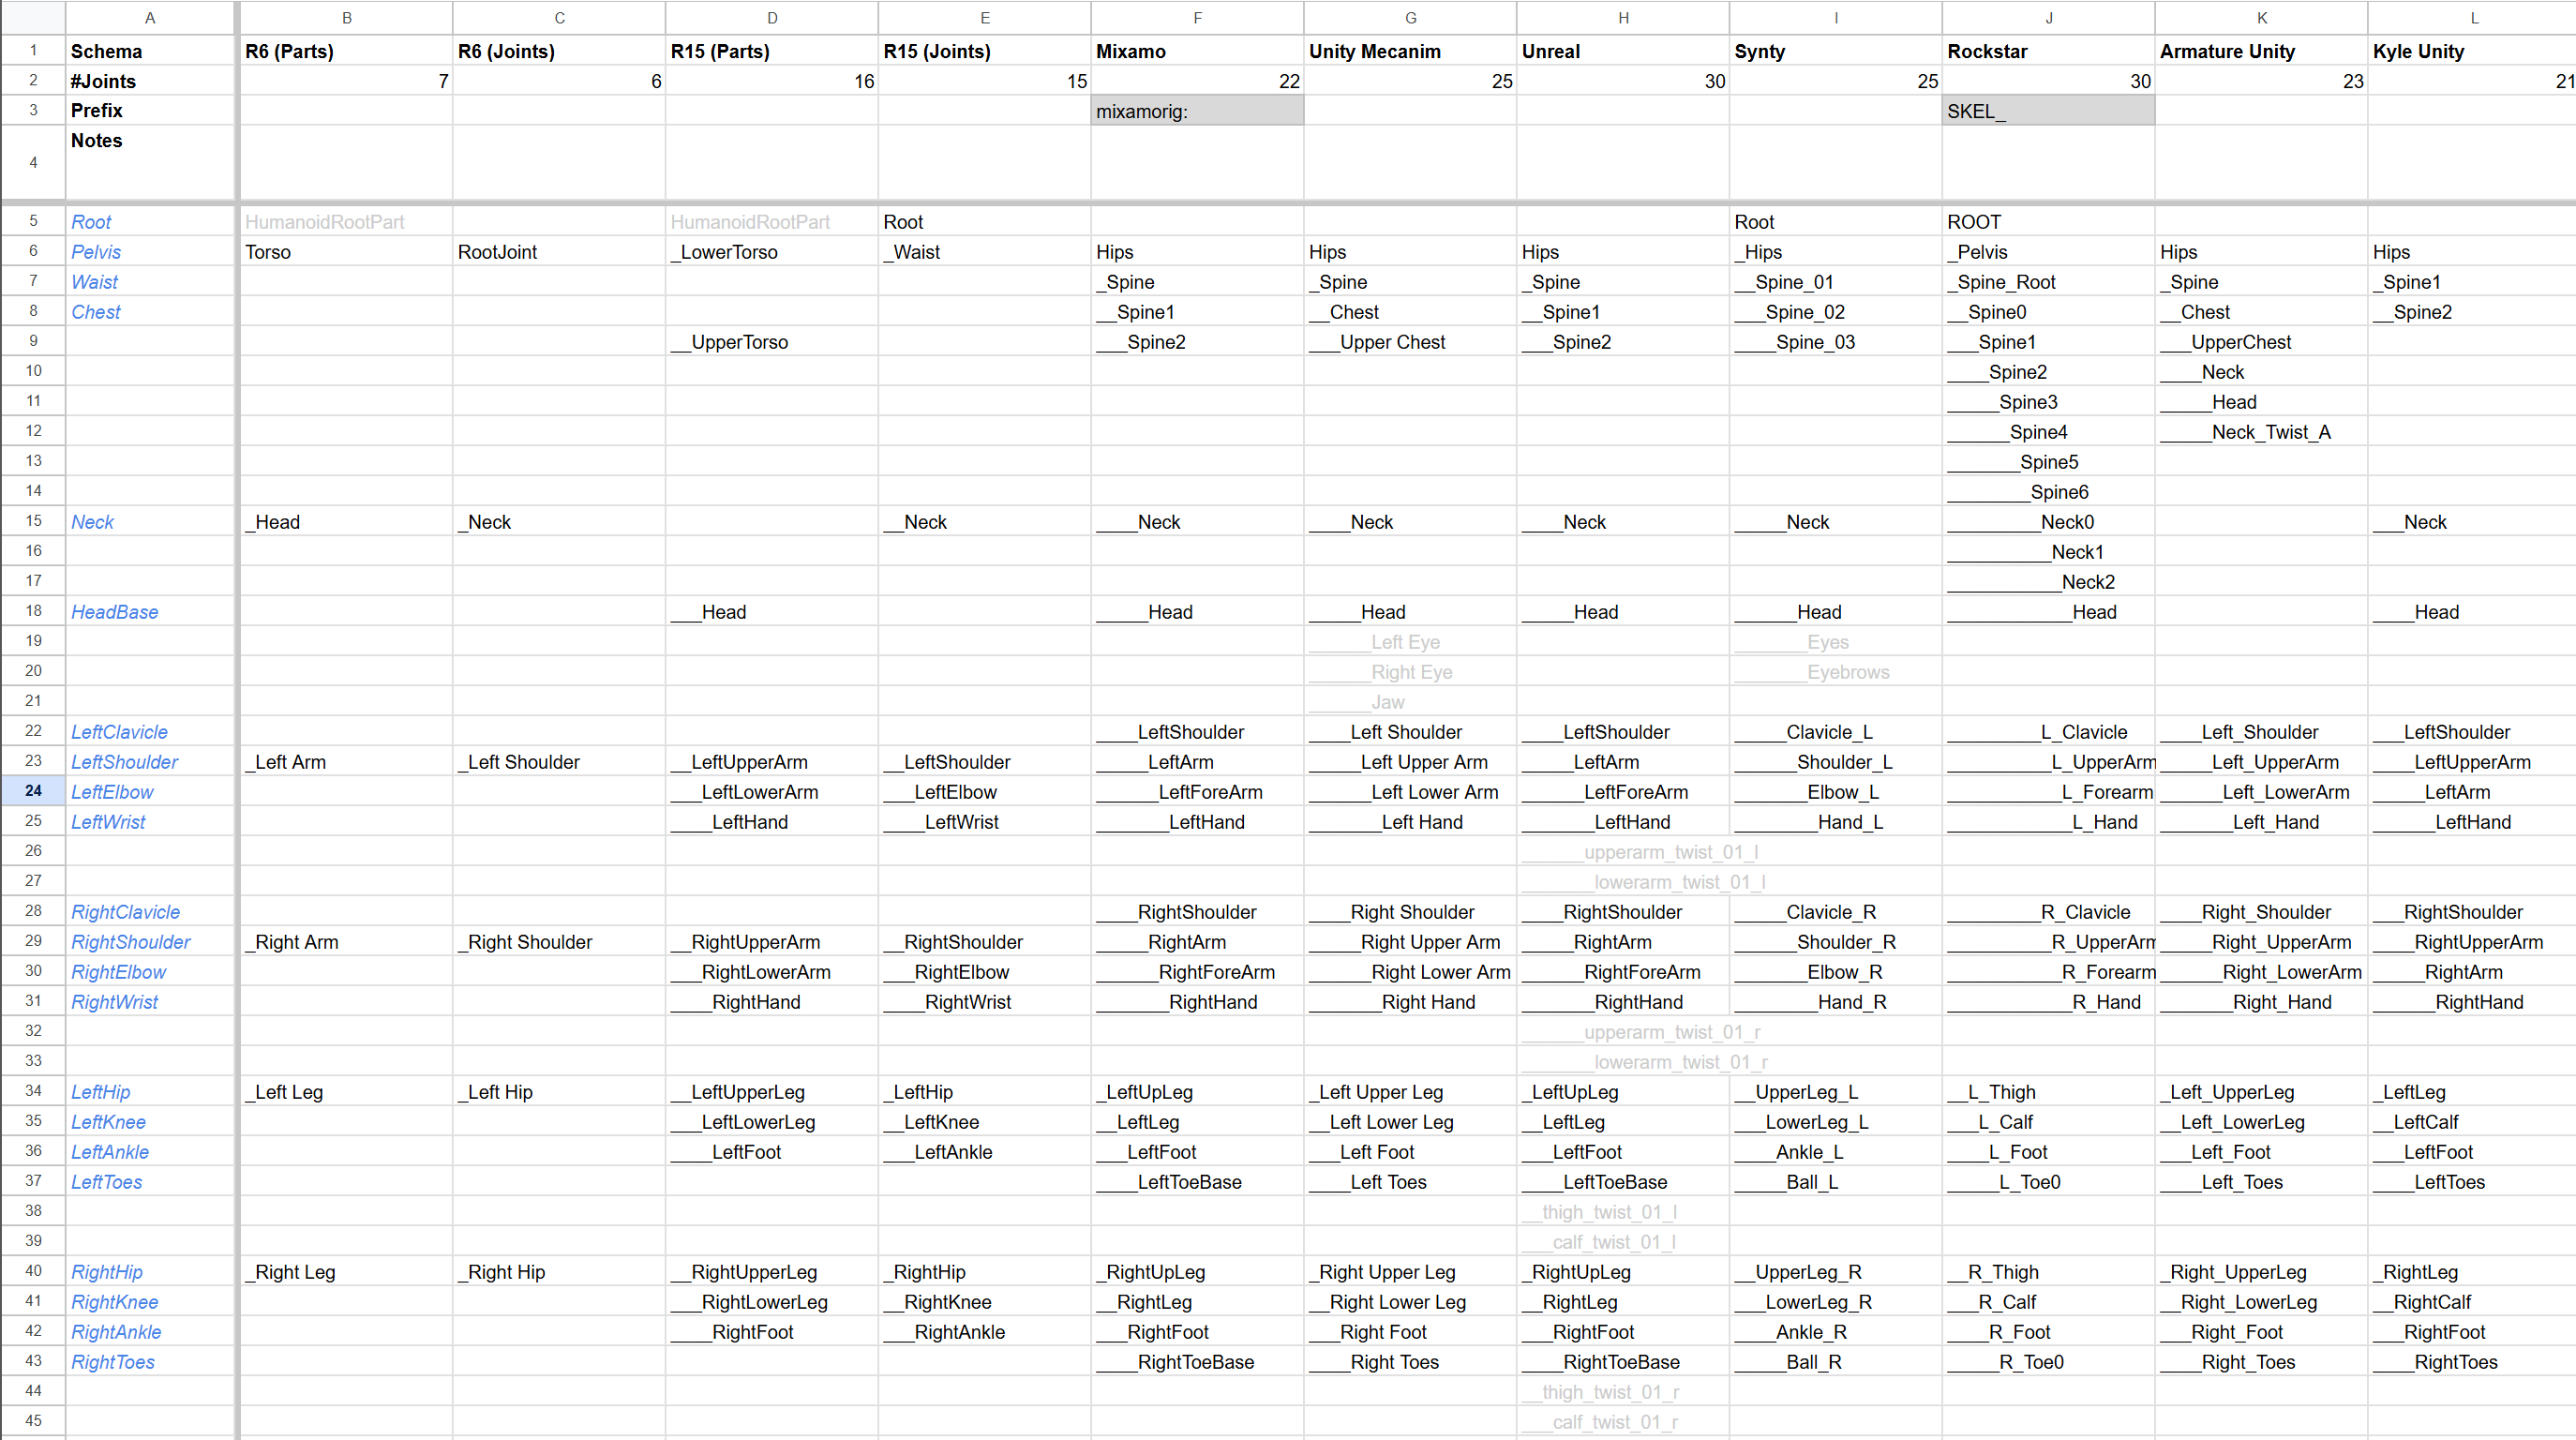 A B C D E F G H I J K L
1 Schema R6 (Parts) R6 (Joints) R15 (Parts) R15 (Joints) Mixamo Unity Mecanim Unreal Synty Rockstar Armature Unity Kyle Unity
2 #Joints 7 6 16 15 22 25 30 25 30 23 21
3 Prefix mixamorig: SKEL_
4 Notes
5 Root HumanoidRootPart HumanoidRootPart Root Root ROOT
6 Pelvis Torso RootJoint _LowerTorso _Waist Hips Hips Hips _Hips _Pelvis Hips Hips
7 Waist _Spine _Spine _Spine __Spine_01 _Spine_Root _Spine _Spine1
8 Chest __Spine1 __Chest __Spine1 ___Spine_02 __Spine0 __Chest __Spine2
9 __UpperTorso ___Spine2 ___Upper Chest ___Spine2 ____Spine_03 ___Spine1 ___UpperChest
10 ____Spine2 ____Neck
11 _____Spine3 _____Head
12 ______Spine4 _____Neck_Twist_A
13 _______Spine5
14 ________Spine6
15 Neck _Head _Neck __Neck ____Neck ____Neck ____Neck _____Neck _________Neck0 ___Neck
16 __________Neck1
17 ___________Neck2
18 HeadBase ___Head _____Head _____Head _____Head ______Head ____________Head ____Head
19 ______Left Eye _______Eyes
20 ______Right Eye _______Eyebrows
21 ______Jaw
22 LeftClavicle ____LeftShoulder ____Left Shoulder ____LeftShoulder _____Clavicle_L _________L_Clavicle ____Left_Shoulder ___LeftShoulder
23 LeftShoulder _Left Arm _Left Shoulder __LeftUpperArm __LeftShoulder _____LeftArm _____Left Upper Arm _____LeftArm ______Shoulder_L __________L_UpperArm _____Left_UpperArm ____LeftUpperArm
24 LeftElbow ___LeftLowerArm ___LeftElbow ______LeftForeArm ______Left Lower Arm ______LeftForeArm _______Elbow_L ___________L_Forearm ______Left_LowerArm _____LeftArm
25 LeftWrist ____LeftHand ____LeftWrist _______LeftHand _______Left Hand _______LeftHand ________Hand_L ____________L_Hand _______Left_Hand ______LeftHand
26 ______upperarm_twist_01_l
27 _______lowerarm_twist_01_l
28 RightClavicle ____RightShoulder ____Right Shoulder ____RightShoulder _____Clavicle_R _________R_Clavicle ____Right_Shoulder ___RightShoulder
29 RightShoulder _Right Arm _Right Shoulder __RightUpperArm __RightShoulder _____RightArm _____Right Upper Arm _____RightArm ______Shoulder_R __________R_UpperArm _____Right_UpperArm ____RightUpperArm
30 RightElbow ___RightLowerArm ___RightElbow ______RightForeArm ______Right Lower Arm ______RightForeArm _______Elbow_R ___________R_Forearm ______Right_LowerArm _____RightArm
31 RightWrist ____RightHand ____RightWrist _______RightHand _______Right Hand _______RightHand ________Hand_R ____________R_Hand _______Right_Hand ______RightHand
32 ______upperarm_twist_01_r
33 _______lowerarm_twist_01_r
34 LeftHip _Left Leg _Left Hip __LeftUpperLeg _LeftHip _LeftUpLeg _Left Upper Leg _LeftUpLeg __UpperLeg_L __L_Thigh _Left_UpperLeg _LeftLeg
35 LeftKnee ___LeftLowerLeg __LeftKnee __LeftLeg __Left Lower Leg __LeftLeg ___LowerLeg_L ___L_Calf __Left_LowerLeg __LeftCalf
36 LeftAnkle ____LeftFoot ___LeftAnkle ___LeftFoot ___Left Foot ___LeftFoot ____Ankle_L ____L_Foot ___Left_Foot ___LeftFoot
37 LeftToes ____LeftToeBase ____Left Toes ____LeftToeBase _____Ball_L _____L_Toe0 ____Left_Toes ____LeftToes
38 __thigh_twist_01_l
39 ___calf_twist_01_l
40 RightHip _Right Leg _Right Hip __RightUpperLeg _RightHip _RightUpLeg _Right Upper Leg _RightUpLeg __UpperLeg_R __R_Thigh _Right_UpperLeg _RightLeg
41 RightKnee ___RightLowerLeg __RightKnee __RightLeg __Right Lower Leg __RightLeg ___LowerLeg_R ___R_Calf __Right_LowerLeg __RightCalf
42 RightAnkle ____RightFoot ___RightAnkle ___RightFoot ___Right Foot ___RightFoot ____Ankle_R ____R_Foot ___Right_Foot ___RightFoot
43 RightToes ____RightToeBase ____Right Toes ____RightToeBase _____Ball_R _____R_Toe0 ____Right_Toes ____RightToes
44 __thigh_twist_01_r
45 ___calf_twist_01_r